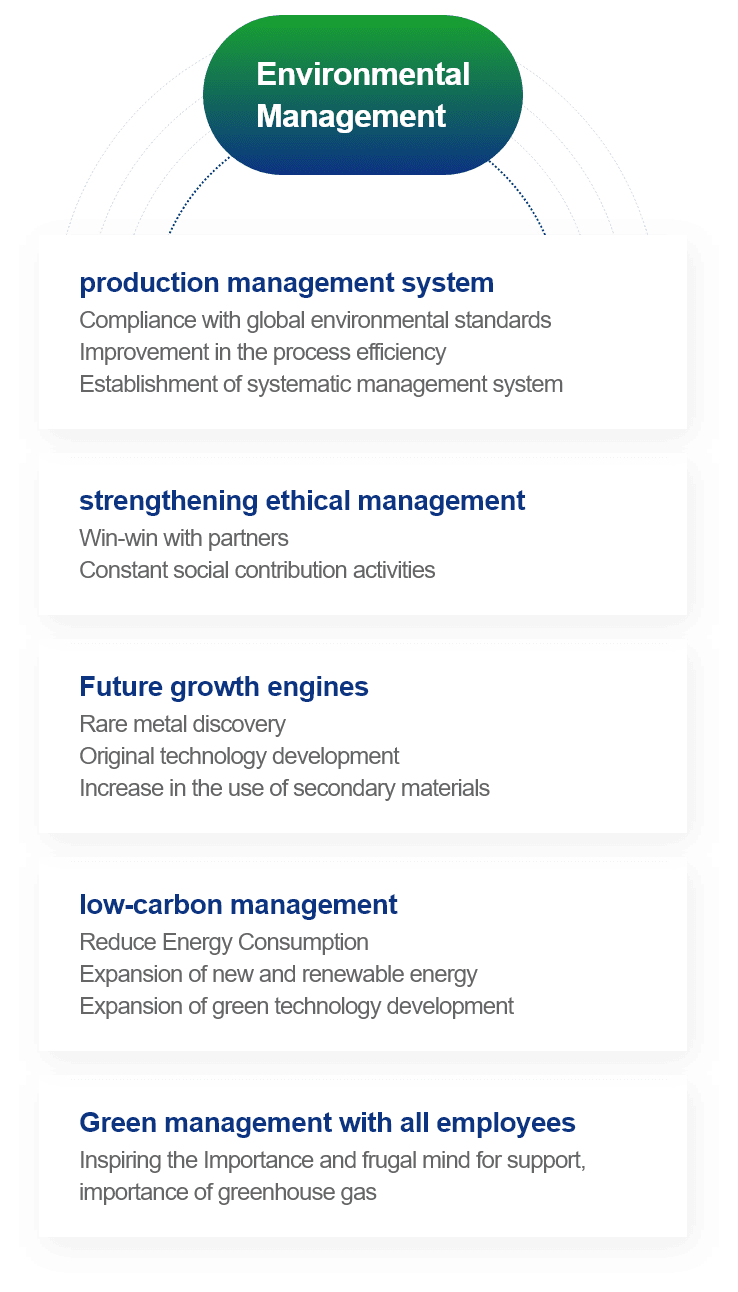 Environmental
Management
production management system
Compliance with global environmental standards
Improvement in the process efficiency
Establishment of systematic management system
strengthening ethical management
Win-win with partners
Constant social contribution activities
Future growth engines
Rare metal discovery
Original technology development
Increase in the use of secondary materials
low-carbon management
Reduce Energy Consumption
Expansion of new and renewable energy
Expansion of green technology development
Green management with all employees
Inspiring the Importance and frugal mind for support,
importance of greenhouse gas